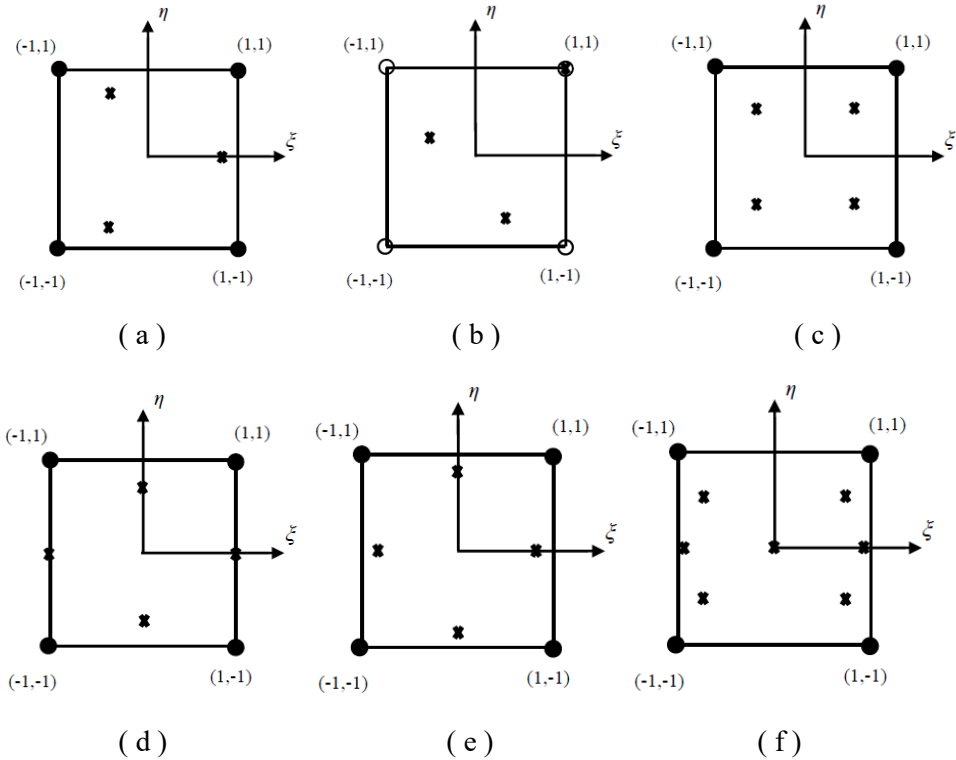 η η η
(-1,1) (1,1) (-1,1) (1,1) (-1,1) (1,1)
ξ ξ ξ
(-1,-1) (1,-1) (-1,-1) (1,-1) (-1,-1) (1,-1)
( a ) ( b ) ( c )
η η η
(-1,1) (1,1) (-1,1) (1,1) (-1,1) (1,1)
ξ ξ ξ
(-1,-1) (1,-1) (-1,-1) (1,-1) (-1,-1) (1,-1)
( d ) ( e ) ( f )